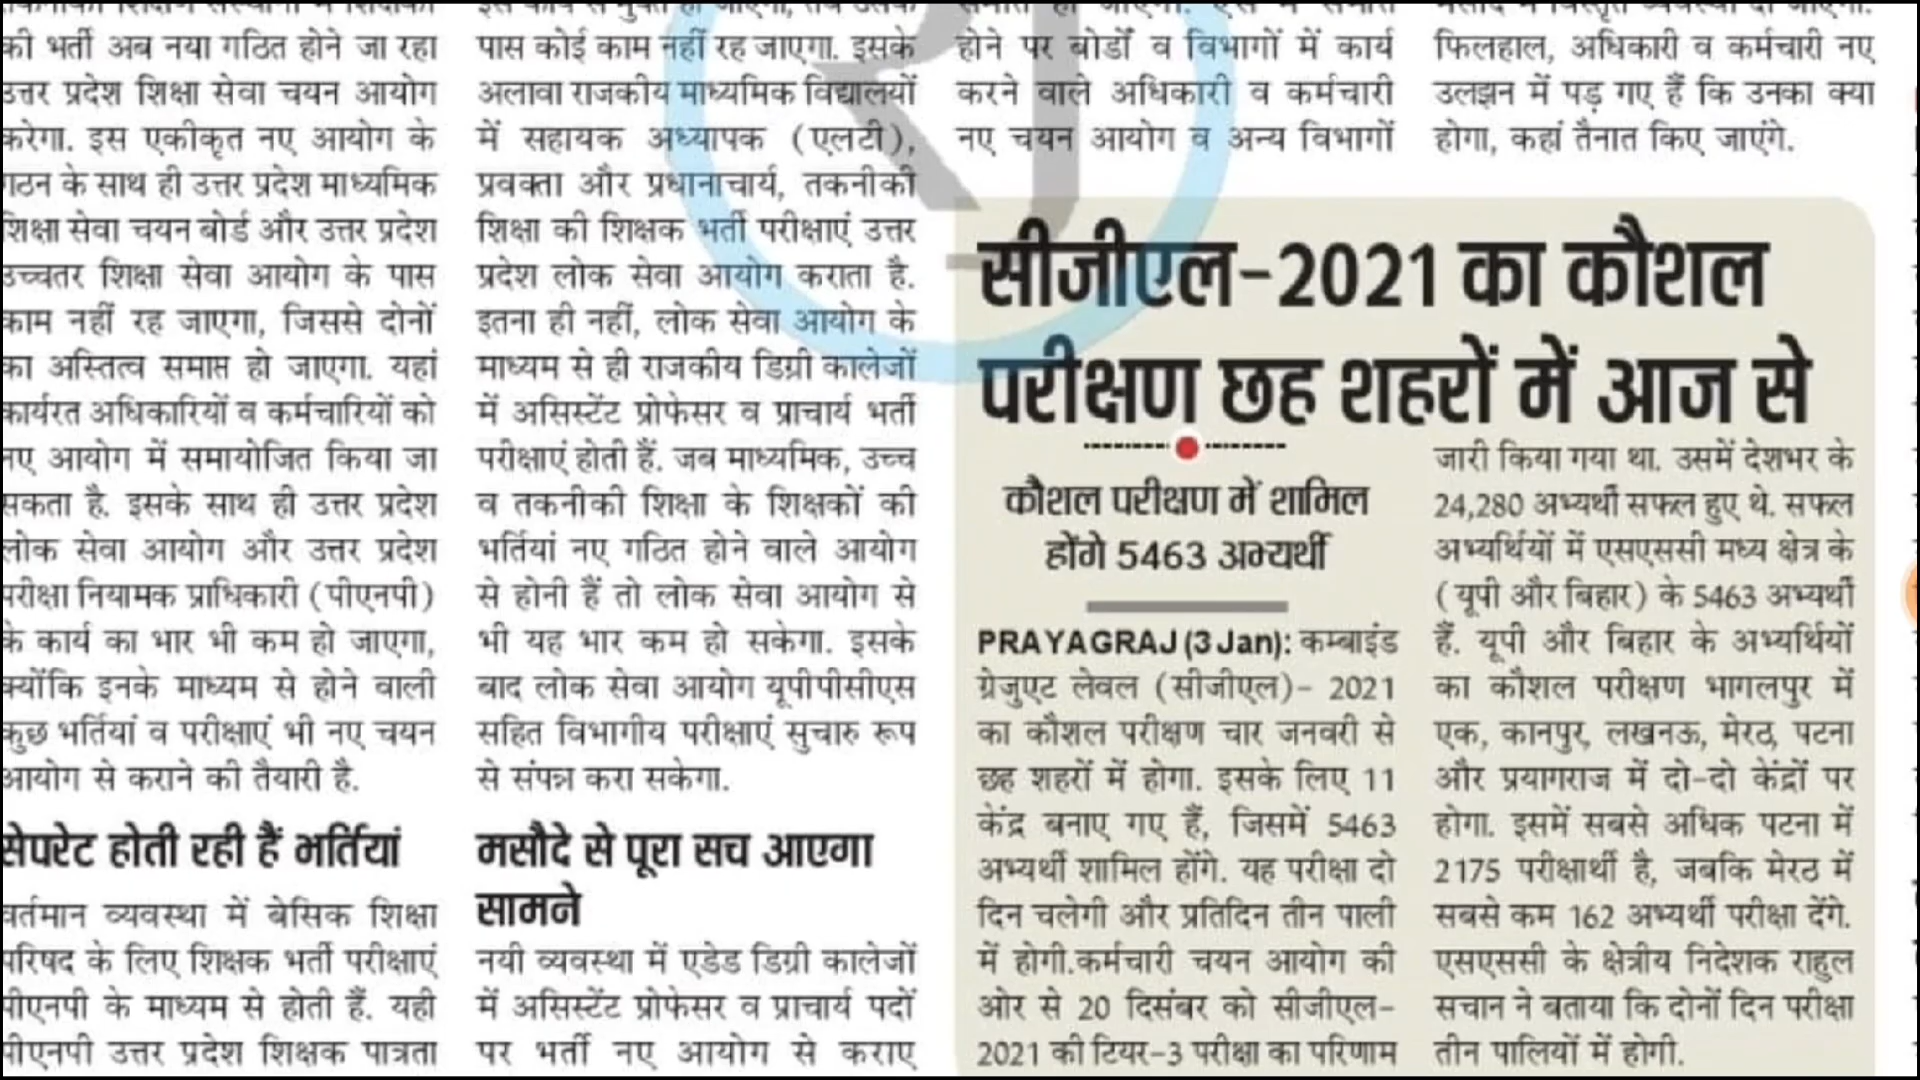 की भर्ती अब नया गठित होने जा रहा
उत्तर प्रदेश शिक्षा सेवा चयन आयोग
करेगा. इस एकीकृत नए आयोग के
गठन के साथ ही उत्तर प्रदेश माध्यमिक
शिक्षा सेवा चयन बोर्ड और उत्तर प्रदेश
उच्चतर शिक्षा सेवा आयोग के पास
काम नहीं रह जाएगा, जिससे दोनों
का अस्तित्व समाप्त हो जाएगा. यहां
कार्यरत अधिकारियों व कर्मचारियों को
नए आयोग में समायोजित किया जा
सकता है. इसके साथ ही उत्तर प्रदेश
लोक सेवा आयोग और उत्तर प्रदेश
परीक्षा नियामक प्राधिकारी (पीएनपी)
के कार्य का भार भी कम हो जाएगा,
क्योंकि इनके माध्यम से होने वाली
कुछ भर्तियां व परीक्षाएं भी नए चयन
आयोग से कराने की तैयारी है.
सेपरेट होती रही हैं भर्तियां
वर्तमान व्यवस्था में बेसिक शिक्षा
परिषद के लिए शिक्षक भर्ती परीक्षाएं
पीएनपी के माध्यम से होती हैं. यही
पीएनपी उत्तर प्रदेश शिक्षक पात्रता
पास कोई काम नहीं रह जाएगा. इसके
अलावा राजकीय माध्यमिक विद्यालयों
में सहायक अध्यापक (एलटी),
प्रवक्ता और प्रधानाचार्य, तकनीकी
शिक्षा की शिक्षक भर्ती परीक्षाएं उत्तर
प्रदेश लोक सेवा आयोग कराता है.
इतना ही नहीं, लोक सेवा आयोग के
माध्यम से ही राजकीय डिग्री कालेजों
में असिस्टेंट प्रोफेसर व प्राचार्य भर्ती
परीक्षाएं होती हैं. जब माध्यमिक, उच्च
व तकनीकी शिक्षा के शिक्षकों की
भर्तियां नए गठित होने वाले आयोग
से होनी हैं तो लोक सेवा आयोग से
भी यह भार कम हो सकेगा. इसके
बाद लोक सेवा आयोग यूपीपीसीएस
सहित विभागीय परीक्षाएं सुचारु रूप
से संपन्न करा सकेगा.
मसौदे से पूरा सच आएगा
सामने
नयी व्यवस्था में एडेड डिग्री कालेजों
में असिस्टेंट प्रोफेसर व प्राचार्य पदों
पर भर्ती नए आयोग से कराए
होने पर बोर्डों व विभागों में कार्य
करने वाले अधिकारी व कर्मचारी
नए चयन आयोग व अन्य विभागों
फिलहाल, अधिकारी व कर्मचारी नए
उलझन में पड़ गए हैं कि उनका क्या
होगा, कहां तैनात किए जाएंगे.
सीजीएल-2021 का कौशल
परीक्षण छह शहरों में आज से
कौशल परीक्षण में शामिल
होंगे 5463 अभ्यर्थी
PRAYAGRAJ (3 Jan): कम्बाइंड
ग्रेजुएट लेवल (सीजीएल)- 2021
का कौशल परीक्षण चार जनवरी से
छह शहरों में होगा. इसके लिए 11
केंद्र बनाए गए हैं, जिसमें 5463
अभ्यर्थी शामिल होंगे. यह परीक्षा दो
दिन चलेगी और प्रतिदिन तीन पाली
में होगी.कर्मचारी चयन आयोग की
ओर से 20 दिसंबर को सीजीएल-
2021 की टियर-3 परीक्षा का परिणाम
जारी किया गया था. उसमें देशभर के
24,280 अभ्यर्थी सफल हुए थे. सफल
अभ्यर्थियों में एसएससी मध्य क्षेत्र के
(यूपी और बिहार) के 5463 अभ्यर्थी
हैं. यूपी और बिहार के अभ्यर्थियों
का कौशल परीक्षण भागलपुर में
एक, कानपुर, लखनऊ, मेरठ, पटना
और प्रयागराज में दो-दो केंद्रों पर
होगा. इसमें सबसे अधिक पटना में
2175 परीक्षार्थी है, जबकि मेरठ में
सबसे कम 162 अभ्यर्थी परीक्षा देंगे.
एसएससी के क्षेत्रीय निदेशक राहुल
सचान ने बताया कि दोनों दिन परीक्षा
तीन पालियों में होगी.